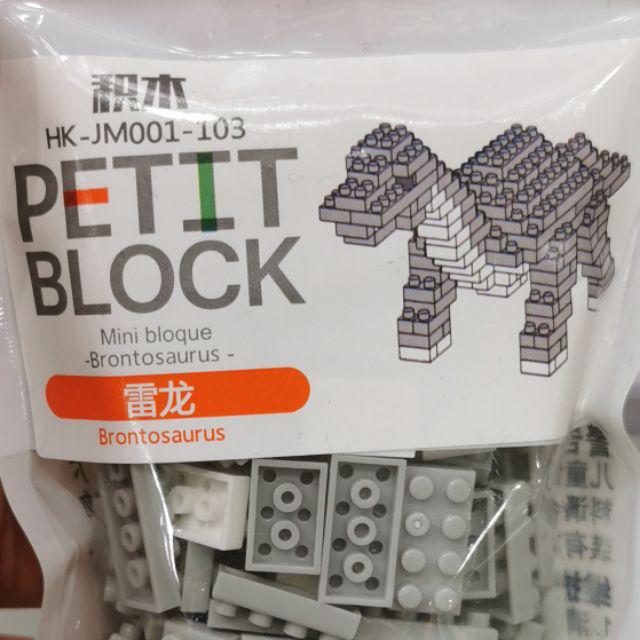 积木
HK-JM001-103
PETIT
BLOCK
Mini bloque
-Brontosaurus -
雷龙
Brontosaurus